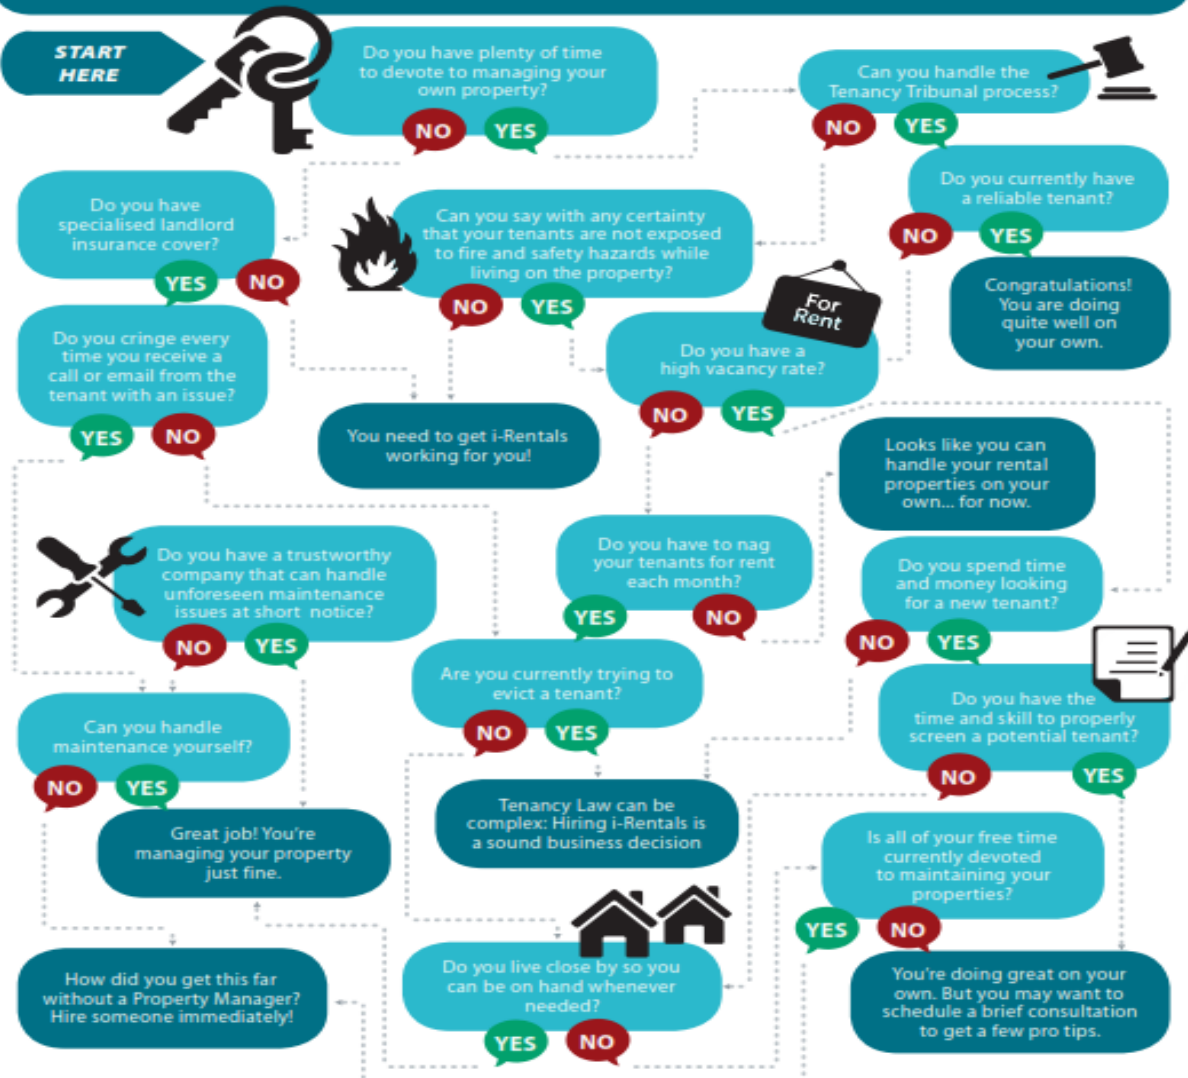 START
HERE
Do you have plenty of time
to devote to managing your
own property?
NO
YES
Can you handle the
Tenancy Tribunal process?
NO
YES
Do you currently have
a reliable tenant?
NO
YES
Congratulations!
You are doing
quite well on
your own.
Do you have
specialised landlord
insurance cover?
YES
NO
Can you say with any certainty
that your tenants are not exposed
to fire and safety hazards while
living on the property?
NO
YES
For
Rent
Do you have a
high vacancy rate?
NO
YES
Do you cringe every
time you receive a
call or email from the
tenant with an issue?
YES
NO
You need to get i-Rentals
working for you!
Looks like you can
handle your rental
properties on your
own... for now.
Do you have a trustworthy
company that can handle
unforeseen maintenance
issues at short notice?
NO
YES
Do you have to nag
your tenants for rent
each month?
YES
NO
Do you spend time
and money looking
for a new tenant?
NO
YES
Are you currently trying to
evict a tenant?
NO
YES
Do you have the
time and skill to properly
screen a potential tenant?
NO
YES
Can you handle
maintenance yourself?
NO
YES
Great job! You're
managing your property
just fine.
Tenancy Law can be
complex: Hiring i-Rentals is
a sound business decision
Is all of your free time
currently devoted
to maintaining your
properties?
YES
NO
How did you get this far
without a Property Manager?
Hire someone immediately!
Do you live close by so you
can be on hand whenever
needed?
YES
NO
You're doing great on your
own. But you may want to
schedule a brief consultation
to get a few pro tips.